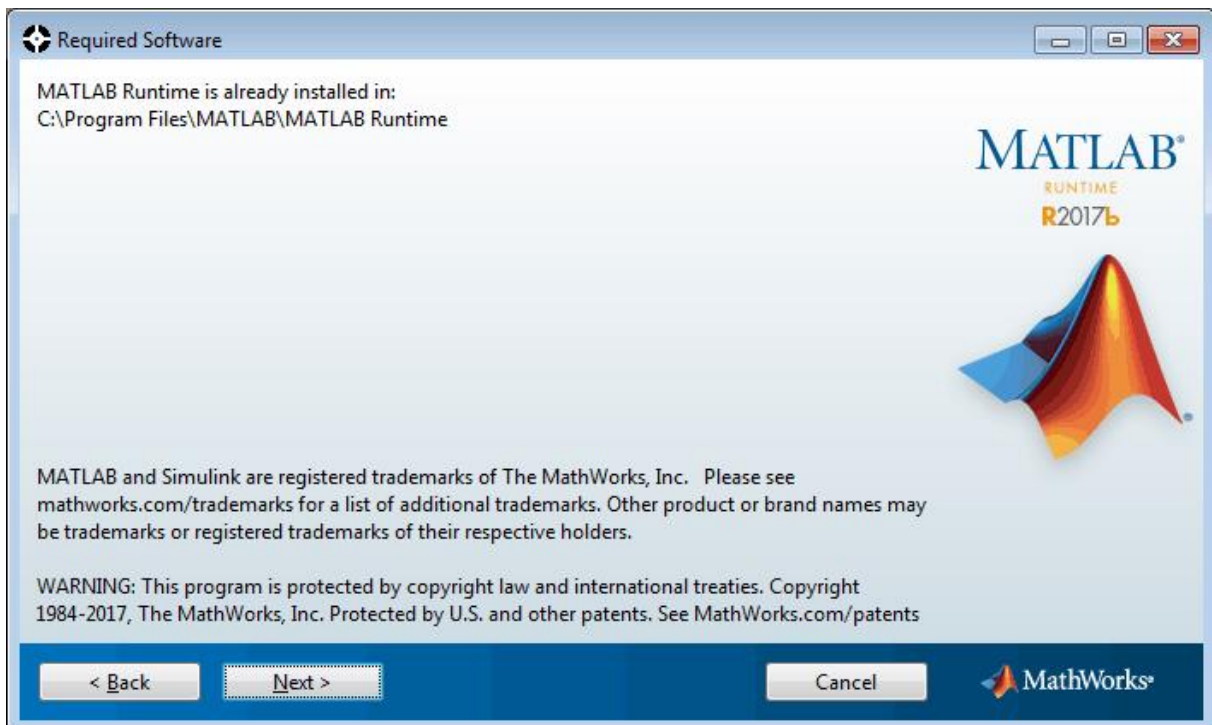 Required Software
MATLAB Runtime is already installed in:
C:\Program Files\MATLAB\MATLAB Runtime
MATLAB®
RUNTIME
R2017b
®
MATLAB and Simulink are registered trademarks of The MathWorks, Inc. Please see
mathworks.com/trademarks for a list of additional trademarks. Other product or brand names may
be trademarks or registered trademarks of their respective holders.
WARNING: This program is protected by copyright law and international treaties. Copyright
1984-2017, The MathWorks, Inc. Protected by U.S. and other patents. See MathWorks.com/patents
< Back
Next >
Cancel
MathWorks®